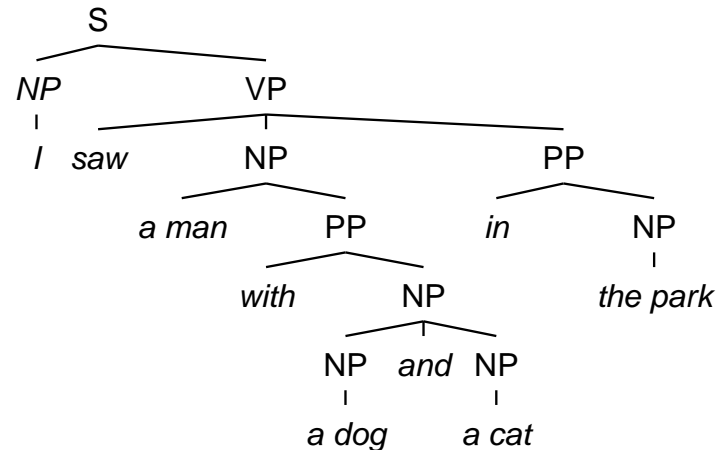 S
NP VP
I saw NP PP
a man PP in NP
with NP the park
NP and NP
a dog a cat